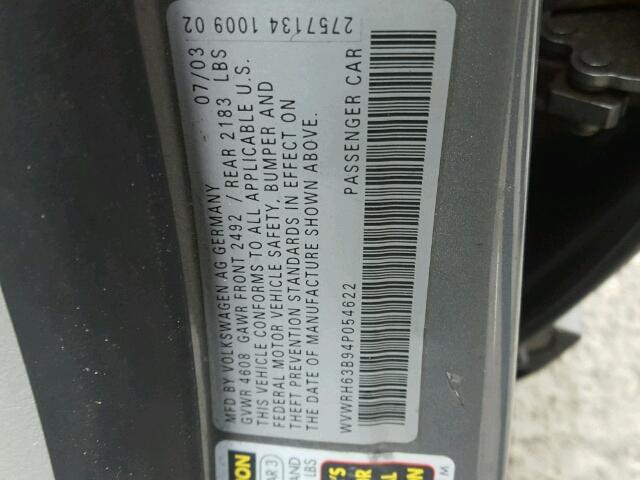 2757134 1009 02
MFD BY VOLKSWAGEN AG GERMANY 07/03
GVWR 4608 GAWR FRONT 2492 / REAR 2183 LBS
THIS VEHICLE CONFORMS TO ALL APPLICABLE U.S.
FEDERAL MOTOR VEHICLE SAFETY, BUMPER AND
THEFT PREVENTION STANDARDS IN EFFECT ON
THE DATE OF MANUFACTURE SHOWN ABOVE.
WVWRH63B94P054622 PASSENGER CAR
AND
LBS
M